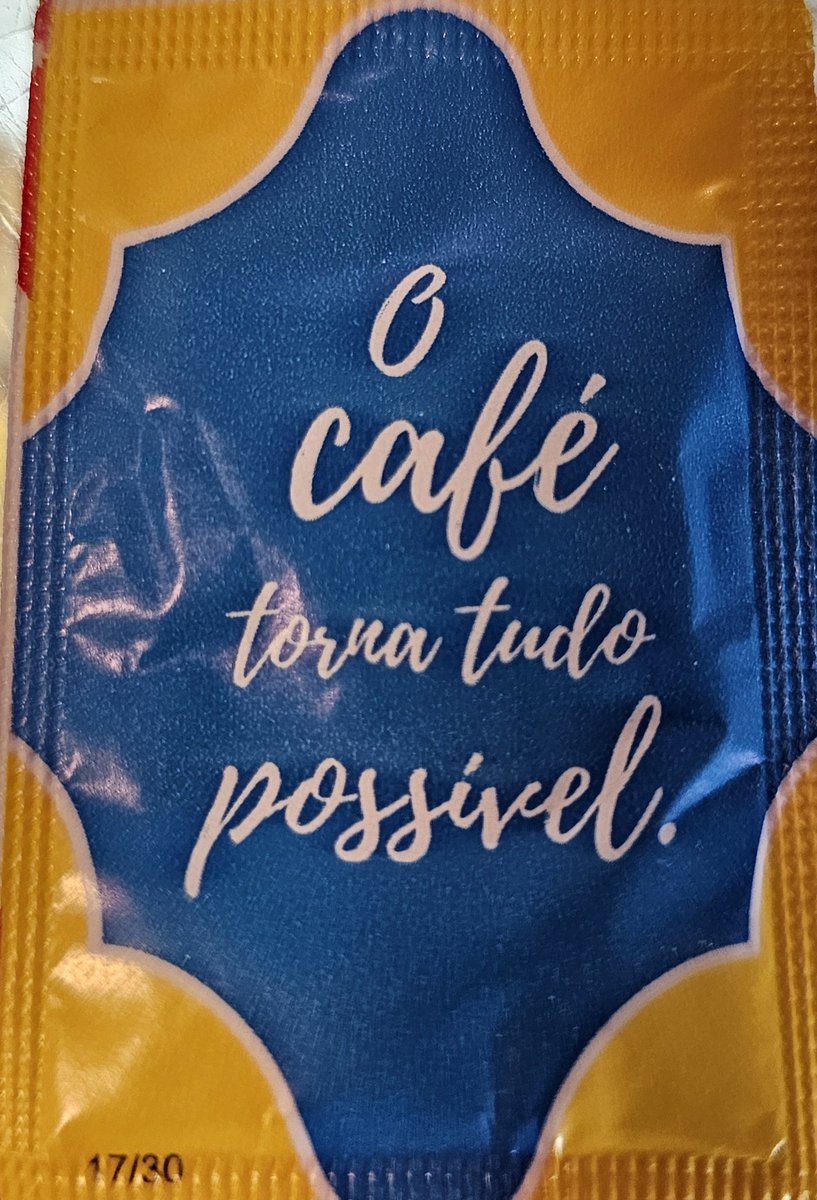 O
café
torna tudo
possível.
17/30